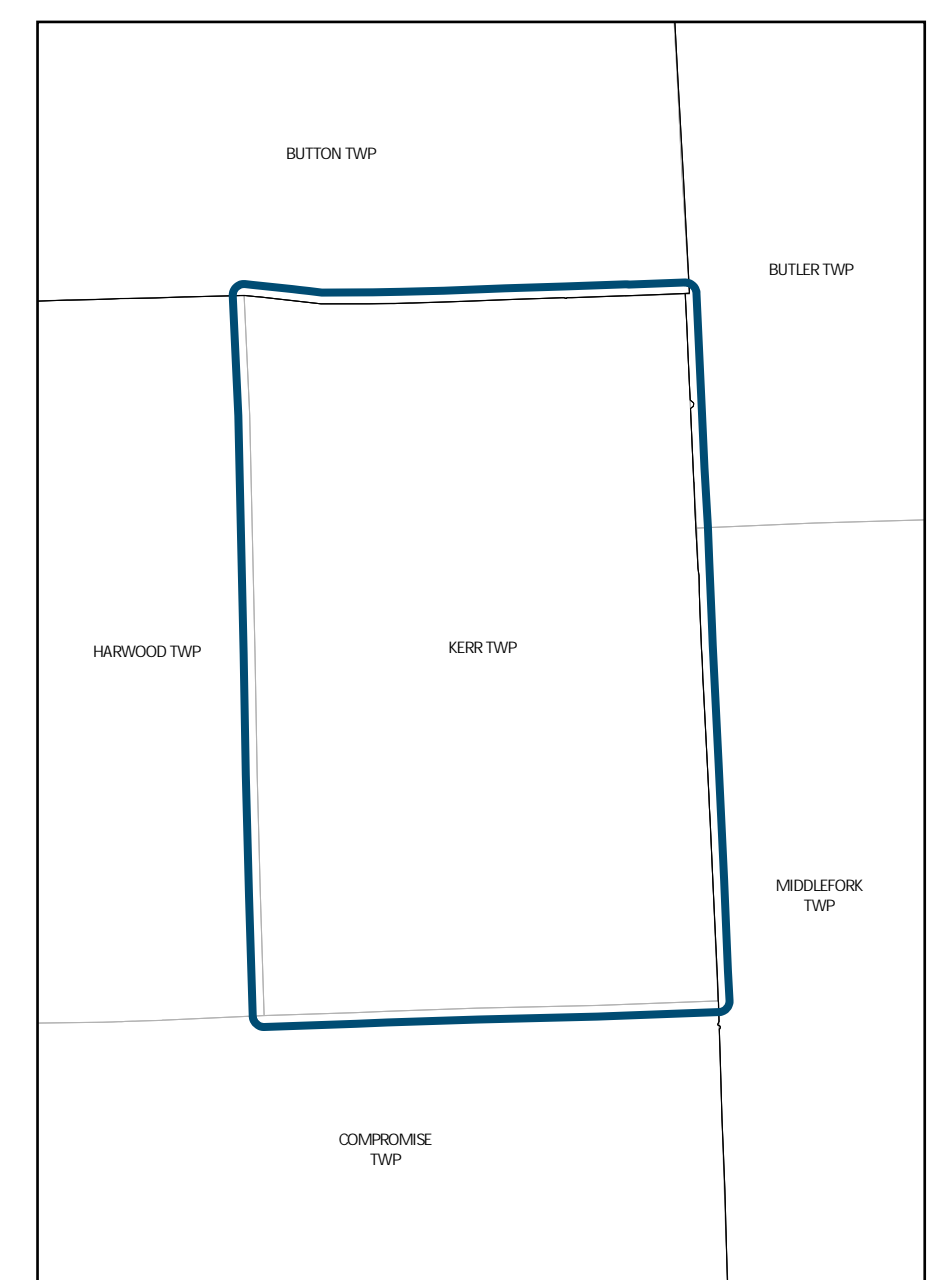 BUTTON TWP
BUTLER TWP
HARWOOD TWP
KERR TWP
MIDDLEFORK
TWP
COMPROMISE
TWP